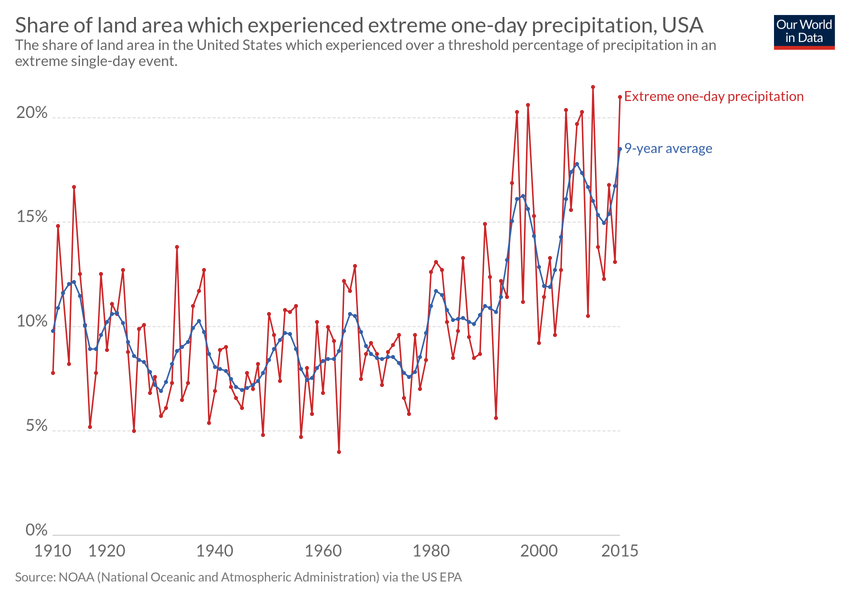 Share of land area which experienced extreme one-day precipitation, USA
Our World
in Data
The share of land area in the United States which experienced over a threshold percentage of precipitation in an
extreme single-day event.
20%
Extreme one-day precipitation
9-year average
15%
10%
5%
0%
1910 1920 1940 1960 1980 2000 2015
Source: NOAA (National Oceanic and Atmospheric Administration) via the US EPA